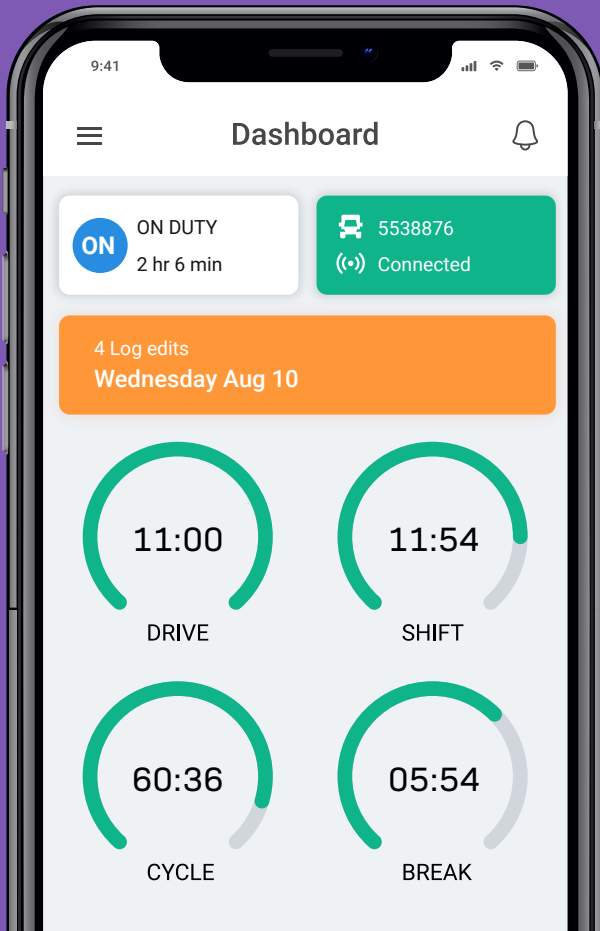 9:41
Dashboard
ON
ON DUTY
2 hr 6 min
5538876
Connected
4 Log edits
Wednesday Aug 10
11:00
DRIVE
11:54
SHIFT
60:36
CYCLE
05:54
BREAK